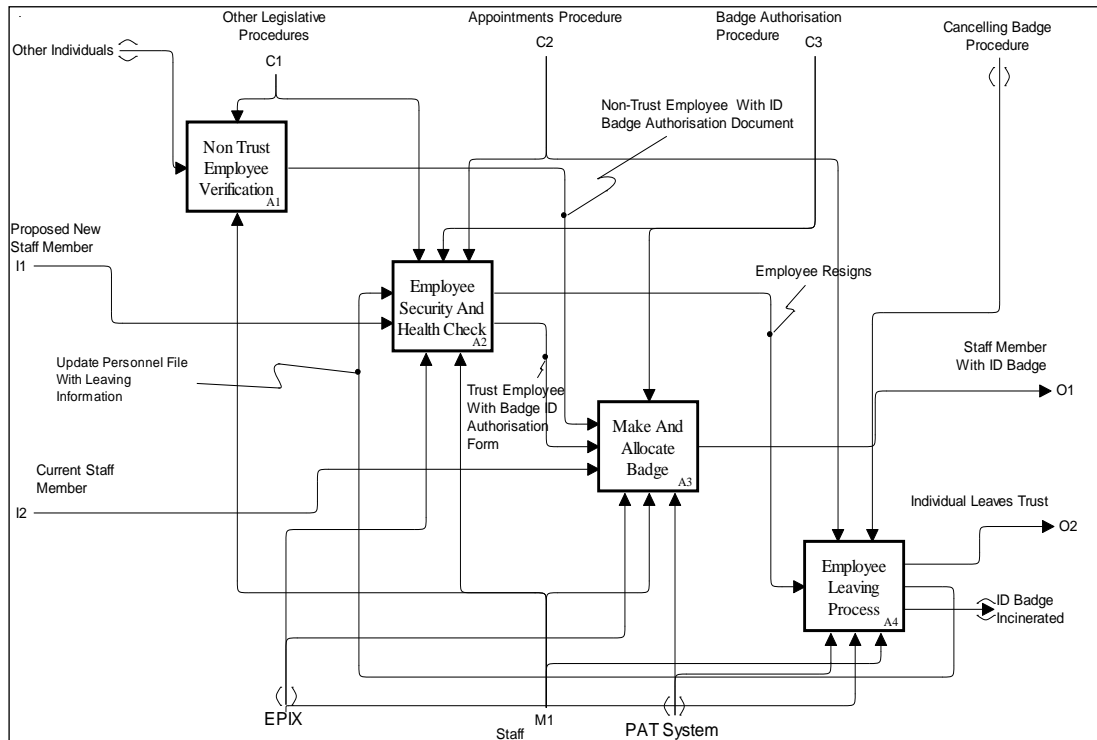 Other Legislative
Procedures
C1
Appointments Procedure
C2
Badge Authorisation
Procedure
C3
Cancelling Badge
Procedure
Other Individuals
Non-Trust Employee With ID
Badge Authorisation Document
Non Trust
Employee
Verification
A1
Proposed New
Staff Member
I1
Employee
Security And
Health Check
A2
Employee Resigns
Update Personnel File
With Leaving
Information
Trust Employee
With Badge ID
Authorisation
Form
Staff Member
With ID Badge
O1
Make And
Allocate
Badge
A3
Current Staff
Member
I2
Individual Leaves Trust
O2
Employee
Leaving
Process
A4
ID Badge
Incinerated
EPIX
M1
Staff
PAT System